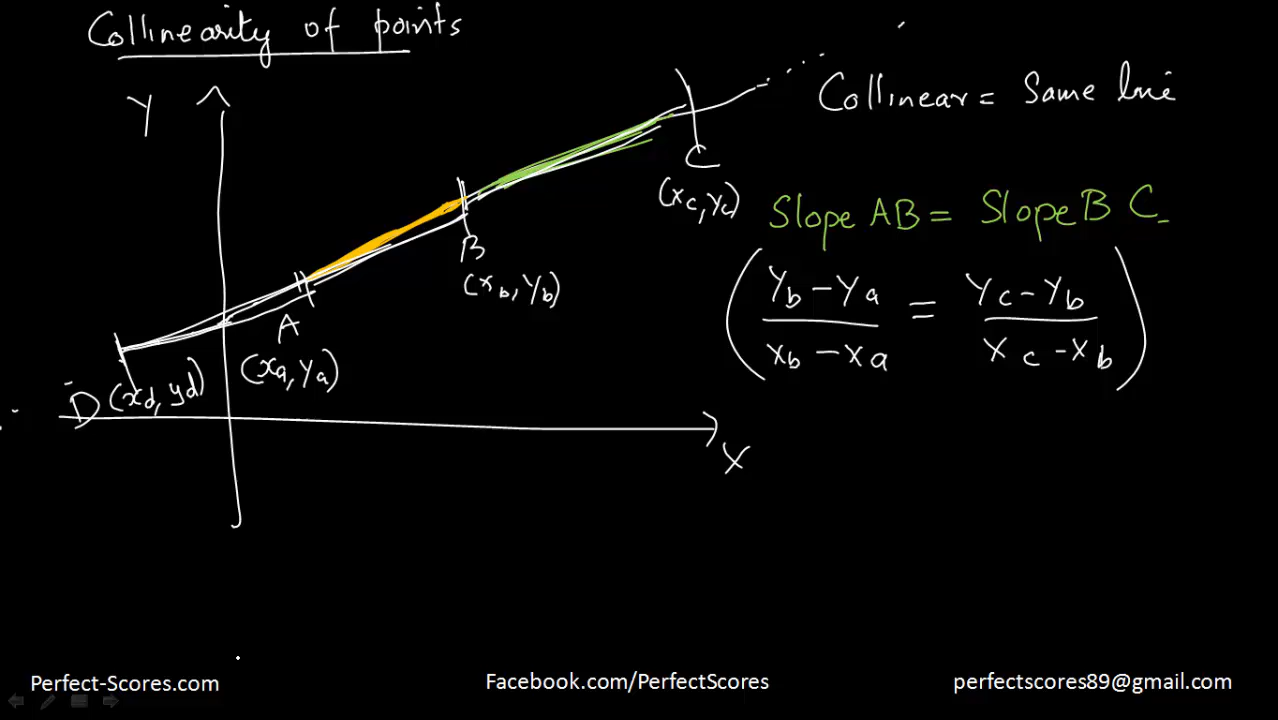 Collinearity of points
Y
Collinear = Same line
C
(xc, yc)
Slope AB = Slope B C
B
(xb, yb)
yb - ya / xb - xa = yc - yb / xc - xb
A
(xa, ya)
D (xd, yd)
X
Perfect-Scores.com
Facebook.com/PerfectScores
perfectscores89@gmail.com